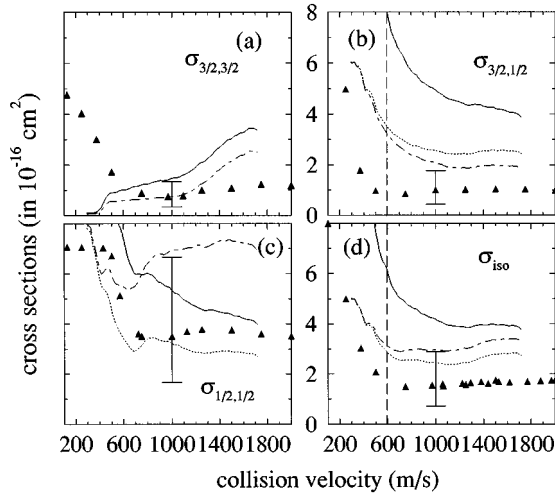 (a)
σ3/2,3/2
(b)
σ3/2,1/2
8
6
4
2
0
(c)
σ1/2,1/2
(d)
σiso
8
6
4
2
0
200 600 1000 1400 1800
200 600 1000 1400 1800
cross sections (in 10-16 cm2)
collision velocity (m/s)